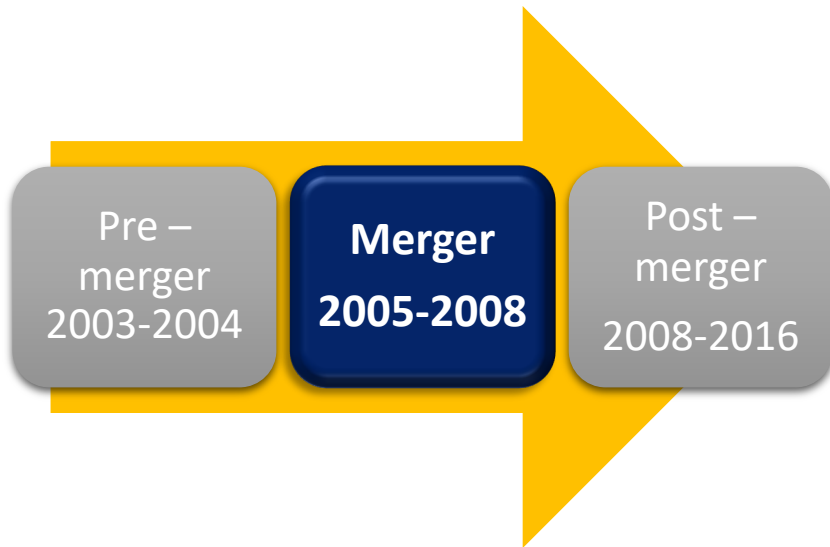 Pre –
merger
2003-2004
Merger
2005-2008
Post –
merger
2008-2016